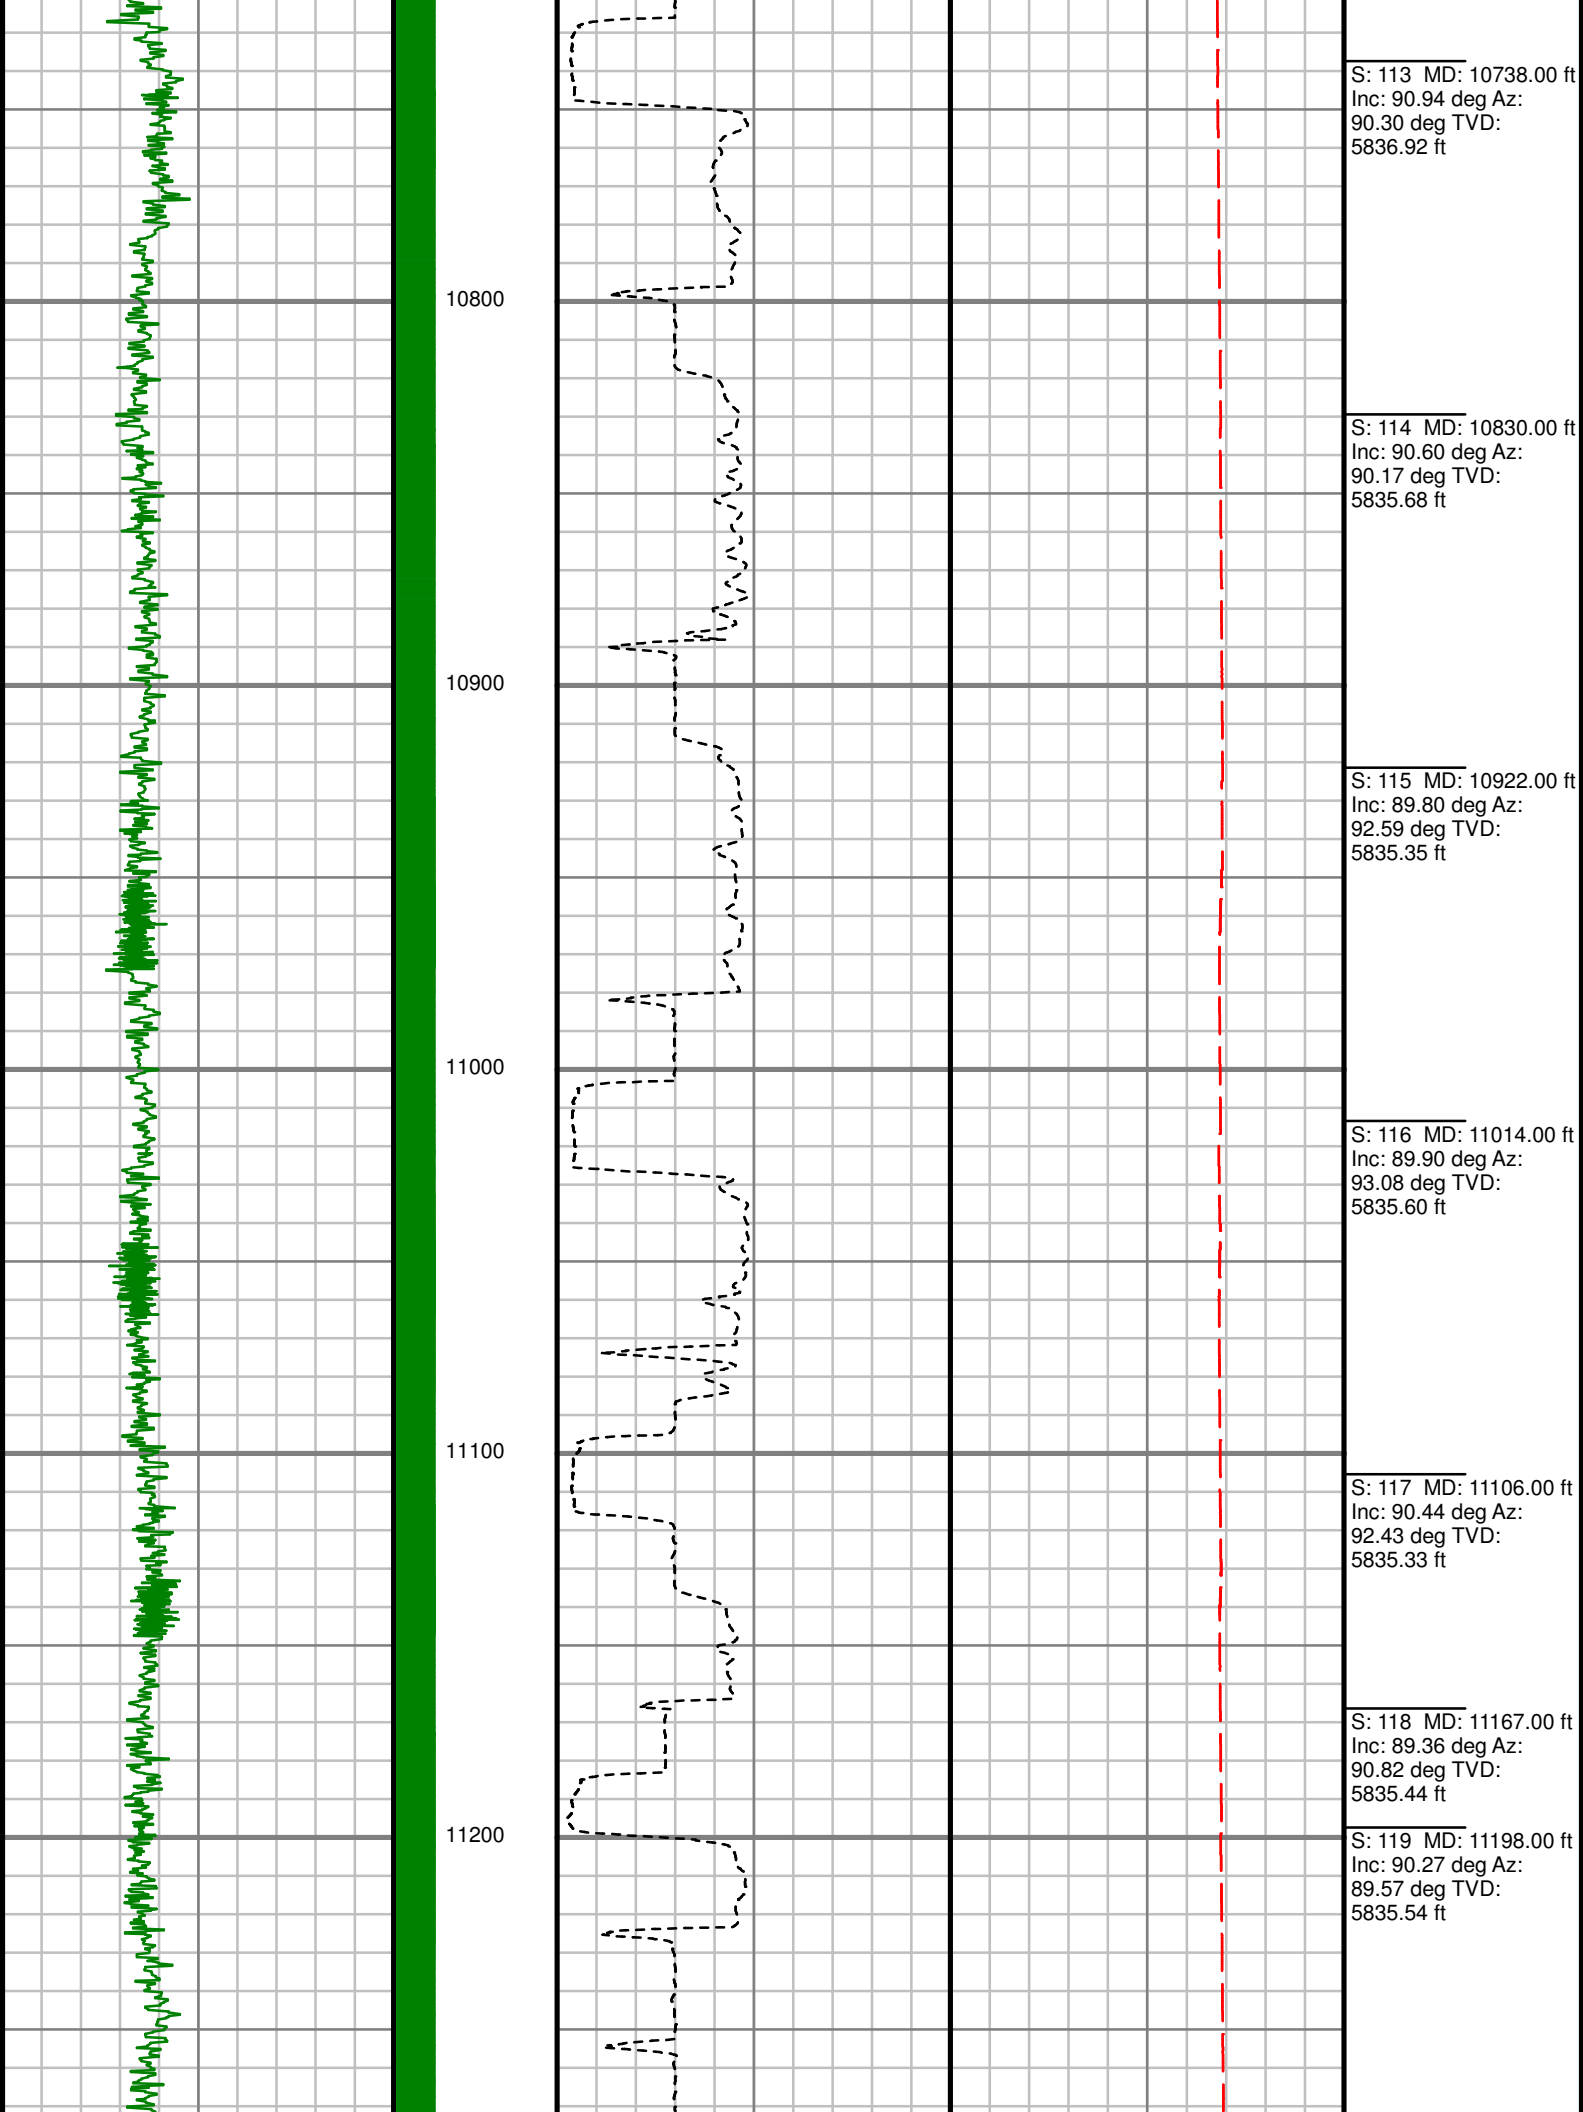 S: 113 MD: 10738.00 ft
Inc: 90.94 deg Az:
90.30 deg TVD:
5836.92 ft
10800
S: 114 MD: 10830.00 ft
Inc: 90.60 deg Az:
90.17 deg TVD:
5835.68 ft
10900
S: 115 MD: 10922.00 ft
Inc: 89.80 deg Az:
92.59 deg TVD:
5835.35 ft
11000
S: 116 MD: 11014.00 ft
Inc: 89.90 deg Az:
93.08 deg TVD:
5835.60 ft
11100
S: 117 MD: 11106.00 ft
Inc: 90.44 deg Az:
92.43 deg TVD:
5835.33 ft
S: 118 MD: 11167.00 ft
Inc: 89.36 deg Az:
90.82 deg TVD:
5835.44 ft
11200
S: 119 MD: 11198.00 ft
Inc: 90.27 deg Az:
89.57 deg TVD:
5835.54 ft